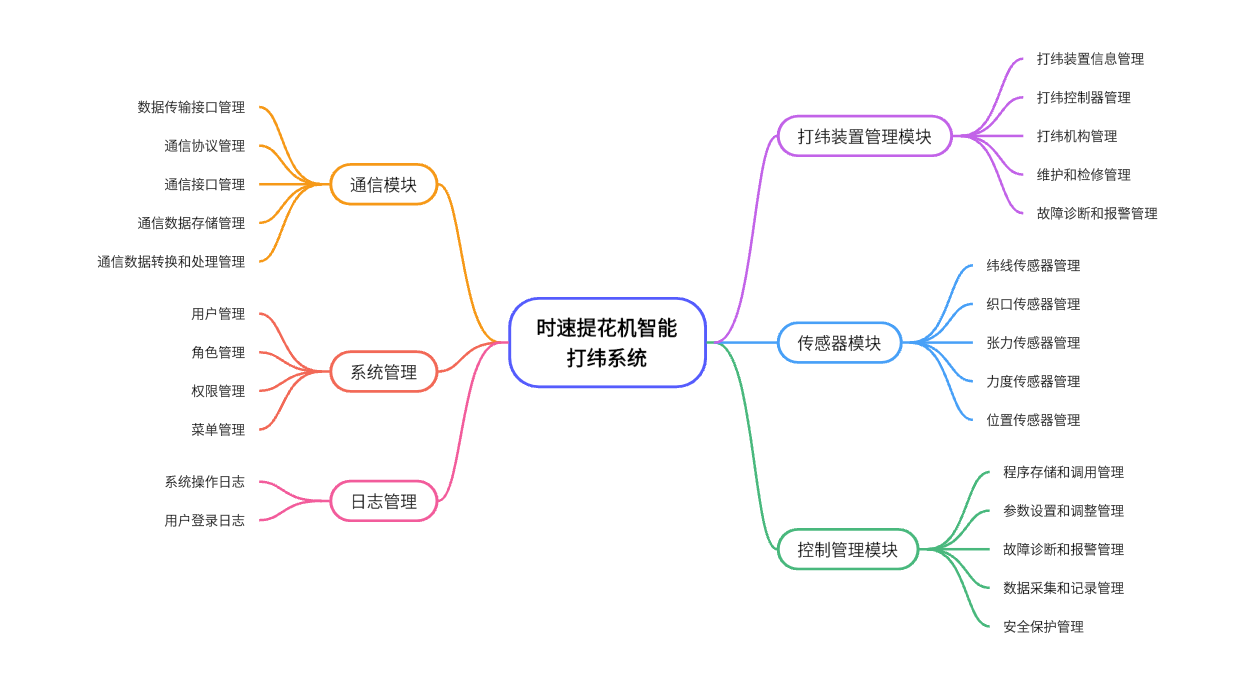 时速提花机智能
打纬系统
打纬装置管理模块
打纬装置信息管理
打纬控制器管理
打纬机构管理
维护和检修管理
故障诊断和报警管理
传感器模块
纬线传感器管理
织口传感器管理
张力传感器管理
力度传感器管理
位置传感器管理
控制管理模块
程序存储和调用管理
参数设置和调整管理
故障诊断和报警管理
数据采集和记录管理
安全保护管理
通信模块
数据传输接口管理
通信协议管理
通信接口管理
通信数据存储管理
通信数据转换和处理管理
系统管理
用户管理
角色管理
权限管理
菜单管理
日志管理
系统操作日志
用户登录日志